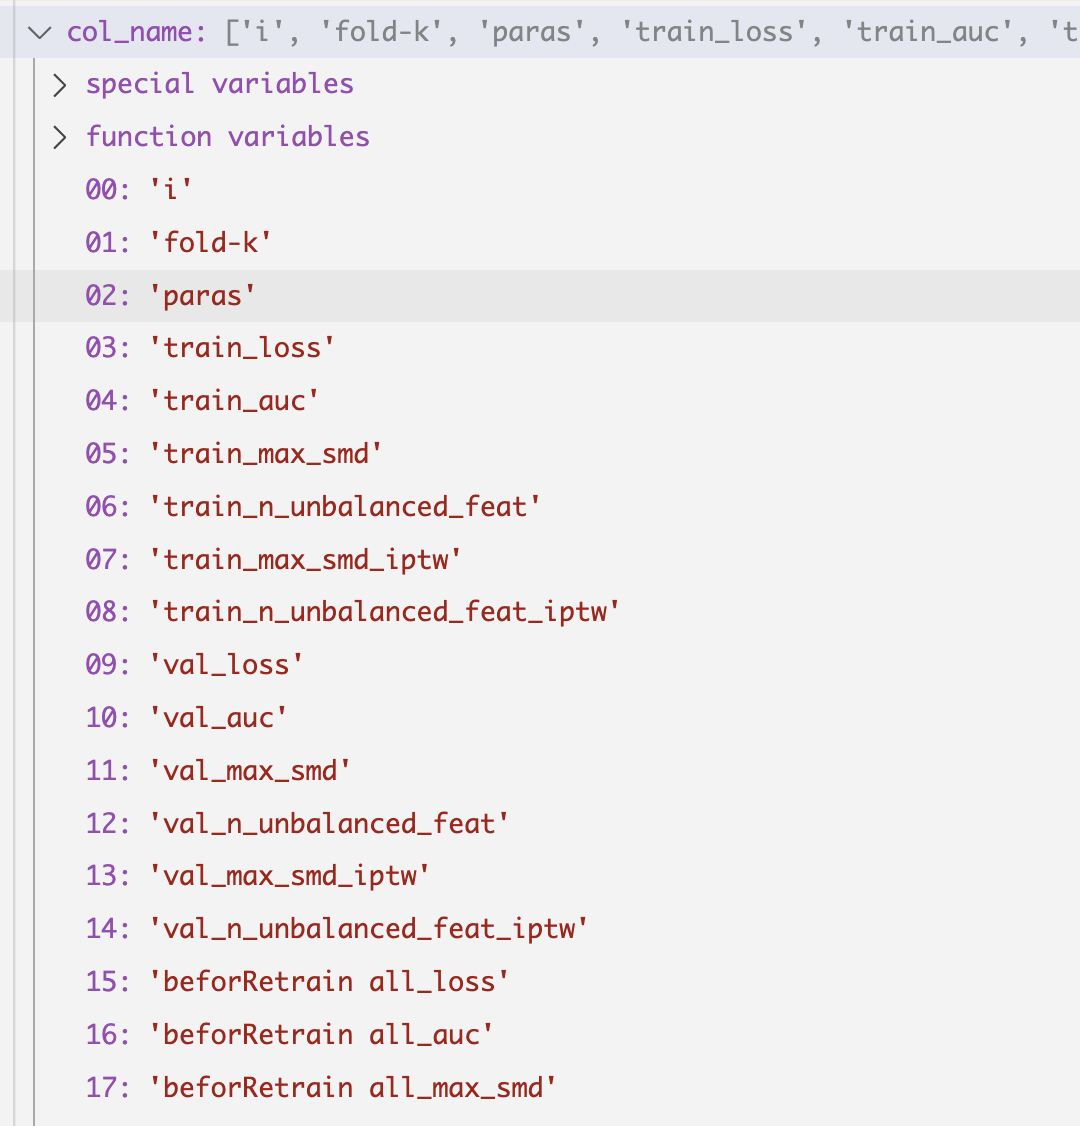 col_name: ['i', 'fold-k', 'paras', 'train_loss', 'train_auc', 't
special variables
function variables
00: 'i'
01: 'fold-k'
02: 'paras'
03: 'train_loss'
04: 'train_auc'
05: 'train_max_smd'
06: 'train_n_unbalanced_feat'
07: 'train_max_smd_iptw'
08: 'train_n_unbalanced_feat_iptw'
09: 'val_loss'
10: 'val_auc'
11: 'val_max_smd'
12: 'val_n_unbalanced_feat'
13: 'val_max_smd_iptw'
14: 'val_n_unbalanced_feat_iptw'
15: 'beforRetrain all_loss'
16: 'beforRetrain all_auc'
17: 'beforRetrain all_max_smd'